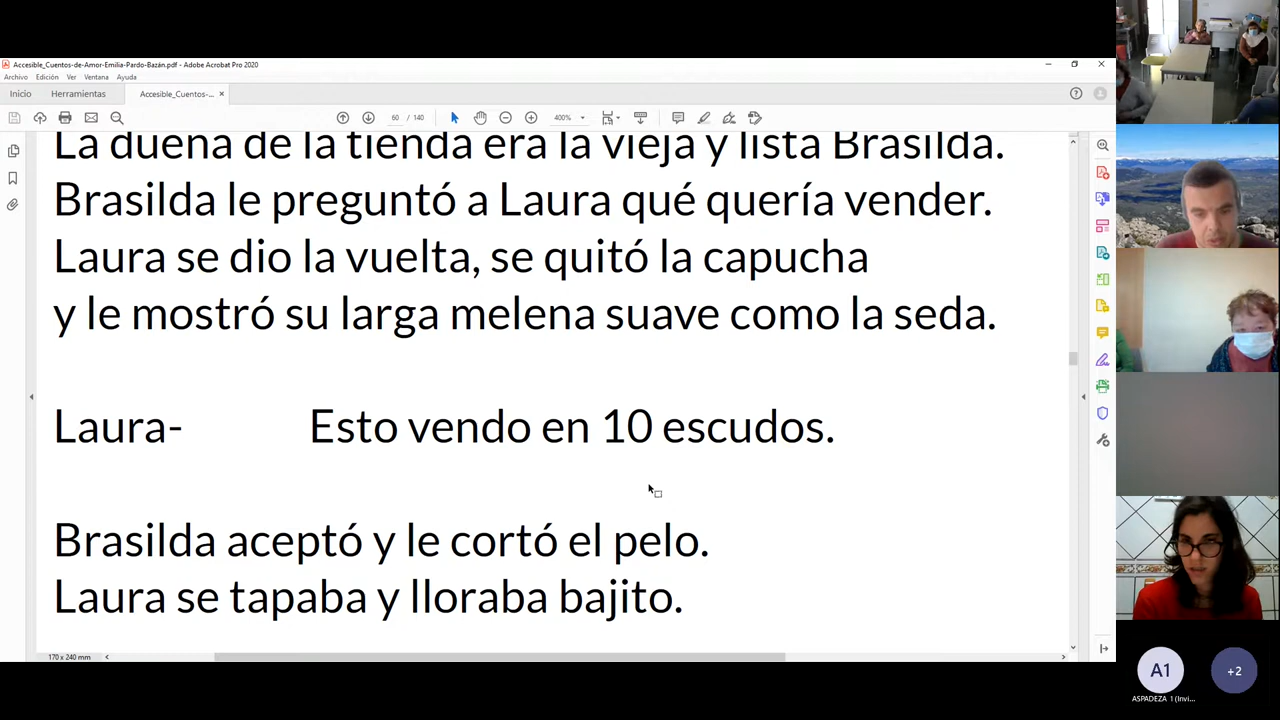 Accesible_Cuentos-de-Amor-Emilia-Pardo-Bazán.pdf - Adobe Acrobat Pro 2020
Archivo Edición Ver Ventana Ayuda
Inicio Herramientas Accesible_Cuentos-... ×
60 / 140 400%
La dueña de la tienda era la vieja y lista Brasilda.
Brasilda le preguntó a Laura qué quería vender.
Laura se dio la vuelta, se quitó la capucha
y le mostró su larga melena suave como la seda.
Laura- Esto vendo en 10 escudos.
Brasilda aceptó y le cortó el pelo.
Laura se tapaba y lloraba bajito.
170 x 240 mm
A1
+2
ASPADEZA 1 (Invi...